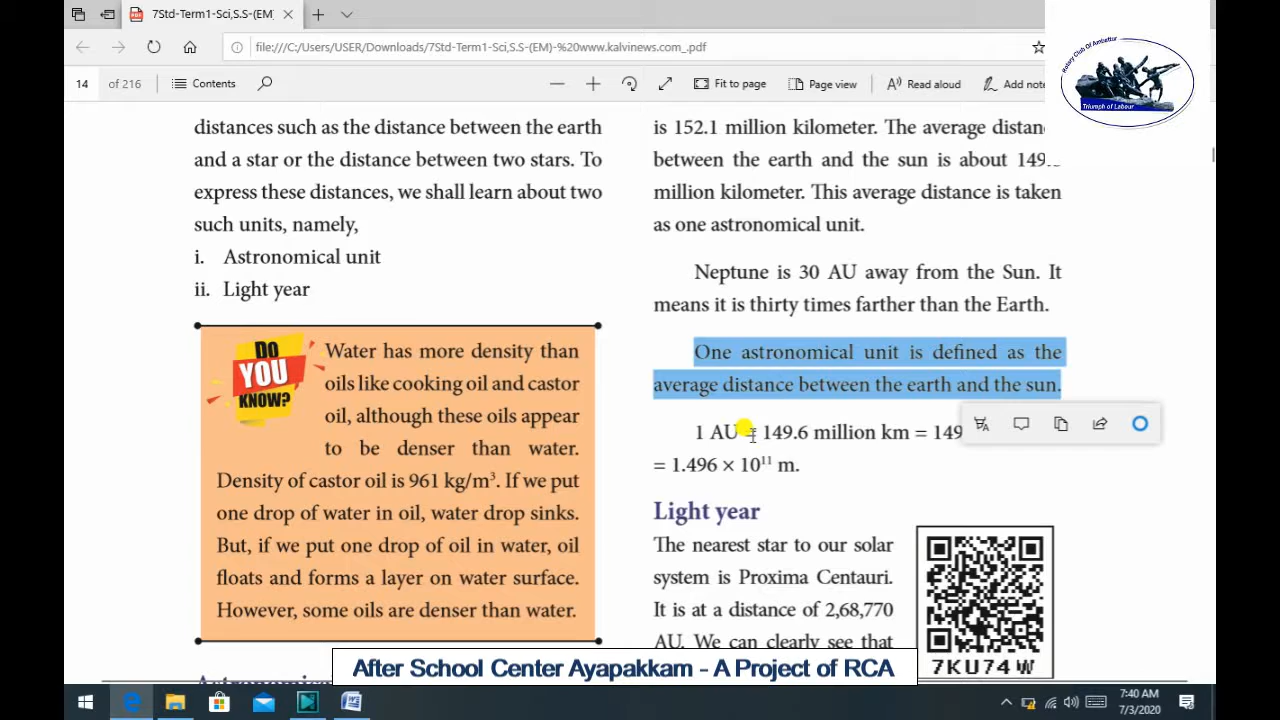 7Std-Term1-Sci,S.S-(EM)
file:///C:/Users/USER/Downloads/7Std-Term1-Sci,S.S-(EM)-%20www.kalvinews.com_.pdf
14 of 216
Contents
Fit to page
Page view
Read aloud
Add note
Rotary Club Of Ambattur
Triumph of Labour
distances such as the distance between the earth
and a star or the distance between two stars. To
express these distances, we shall learn about two
such units, namely,
i. Astronomical unit
ii. Light year
DO
YOU
KNOW?
Water has more density than
oils like cooking oil and castor
oil, although these oils appear
to be denser than water.
Density of castor oil is 961 kg/m³. If we put
one drop of water in oil, water drop sinks.
But, if we put one drop of oil in water, oil
floats and forms a layer on water surface.
However, some oils are denser than water.
is 152.1 million kilometer. The average
between the earth and the sun is about
million kilometer. This average distance is taken
as one astronomical unit.
Neptune is 30 AU away from the Sun. It
means it is thirty times farther than the Earth.
One astronomical unit is defined as the
average distance between the earth and the sun.
1 AU = 149.6 million km = 149
= 1.496 × 10¹¹ m.
Light year
The nearest star to our solar
system is Proxima Centauri.
It is at a distance of 2,68,770
AU. We can clearly see that
7KU74W
After School Center Ayapakkam - A Project of RCA
7:40 AM
7/3/2020